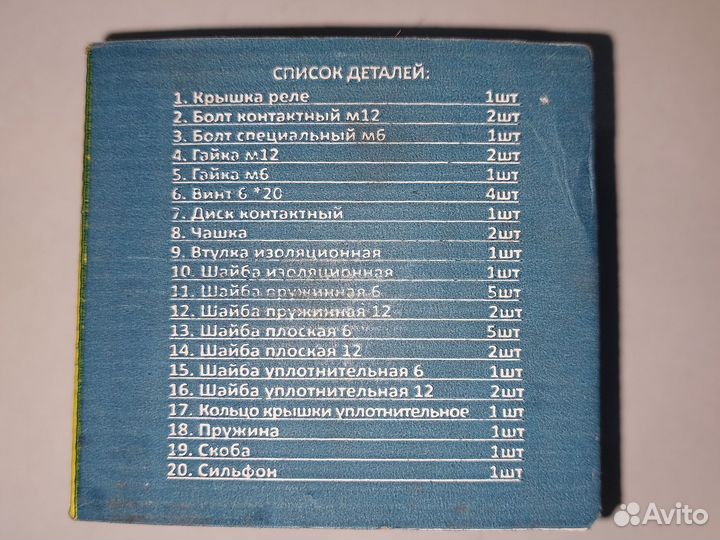 СПИСОК ДЕТАЛЕЙ:
1. Крышка реле 1шт
2. Болт контактный м12 2шт
3. Болт специальный м6 1шт
4. Гайка м12 2шт
5. Гайка м6 1шт
6. Винт 6 *20 4шт
7. Диск контактный 1шт
8. Чашка 2шт
9. Втулка изоляционная 1шт
10. Шайба изоляционная 1шт
11. Шайба пружинная 6 5шт
12. Шайба пружинная 12 2шт
13. Шайба плоская 6 5шт
14. Шайба плоская 12 2шт
15. Шайба уплотнительная 6 1шт
16. Шайба уплотнительная 12 2шт
17. Кольцо крышки уплотнительное 1 шт
18. Пружина 1шт
19. Скоба 1шт
20. Сильфон 1шт
Avito